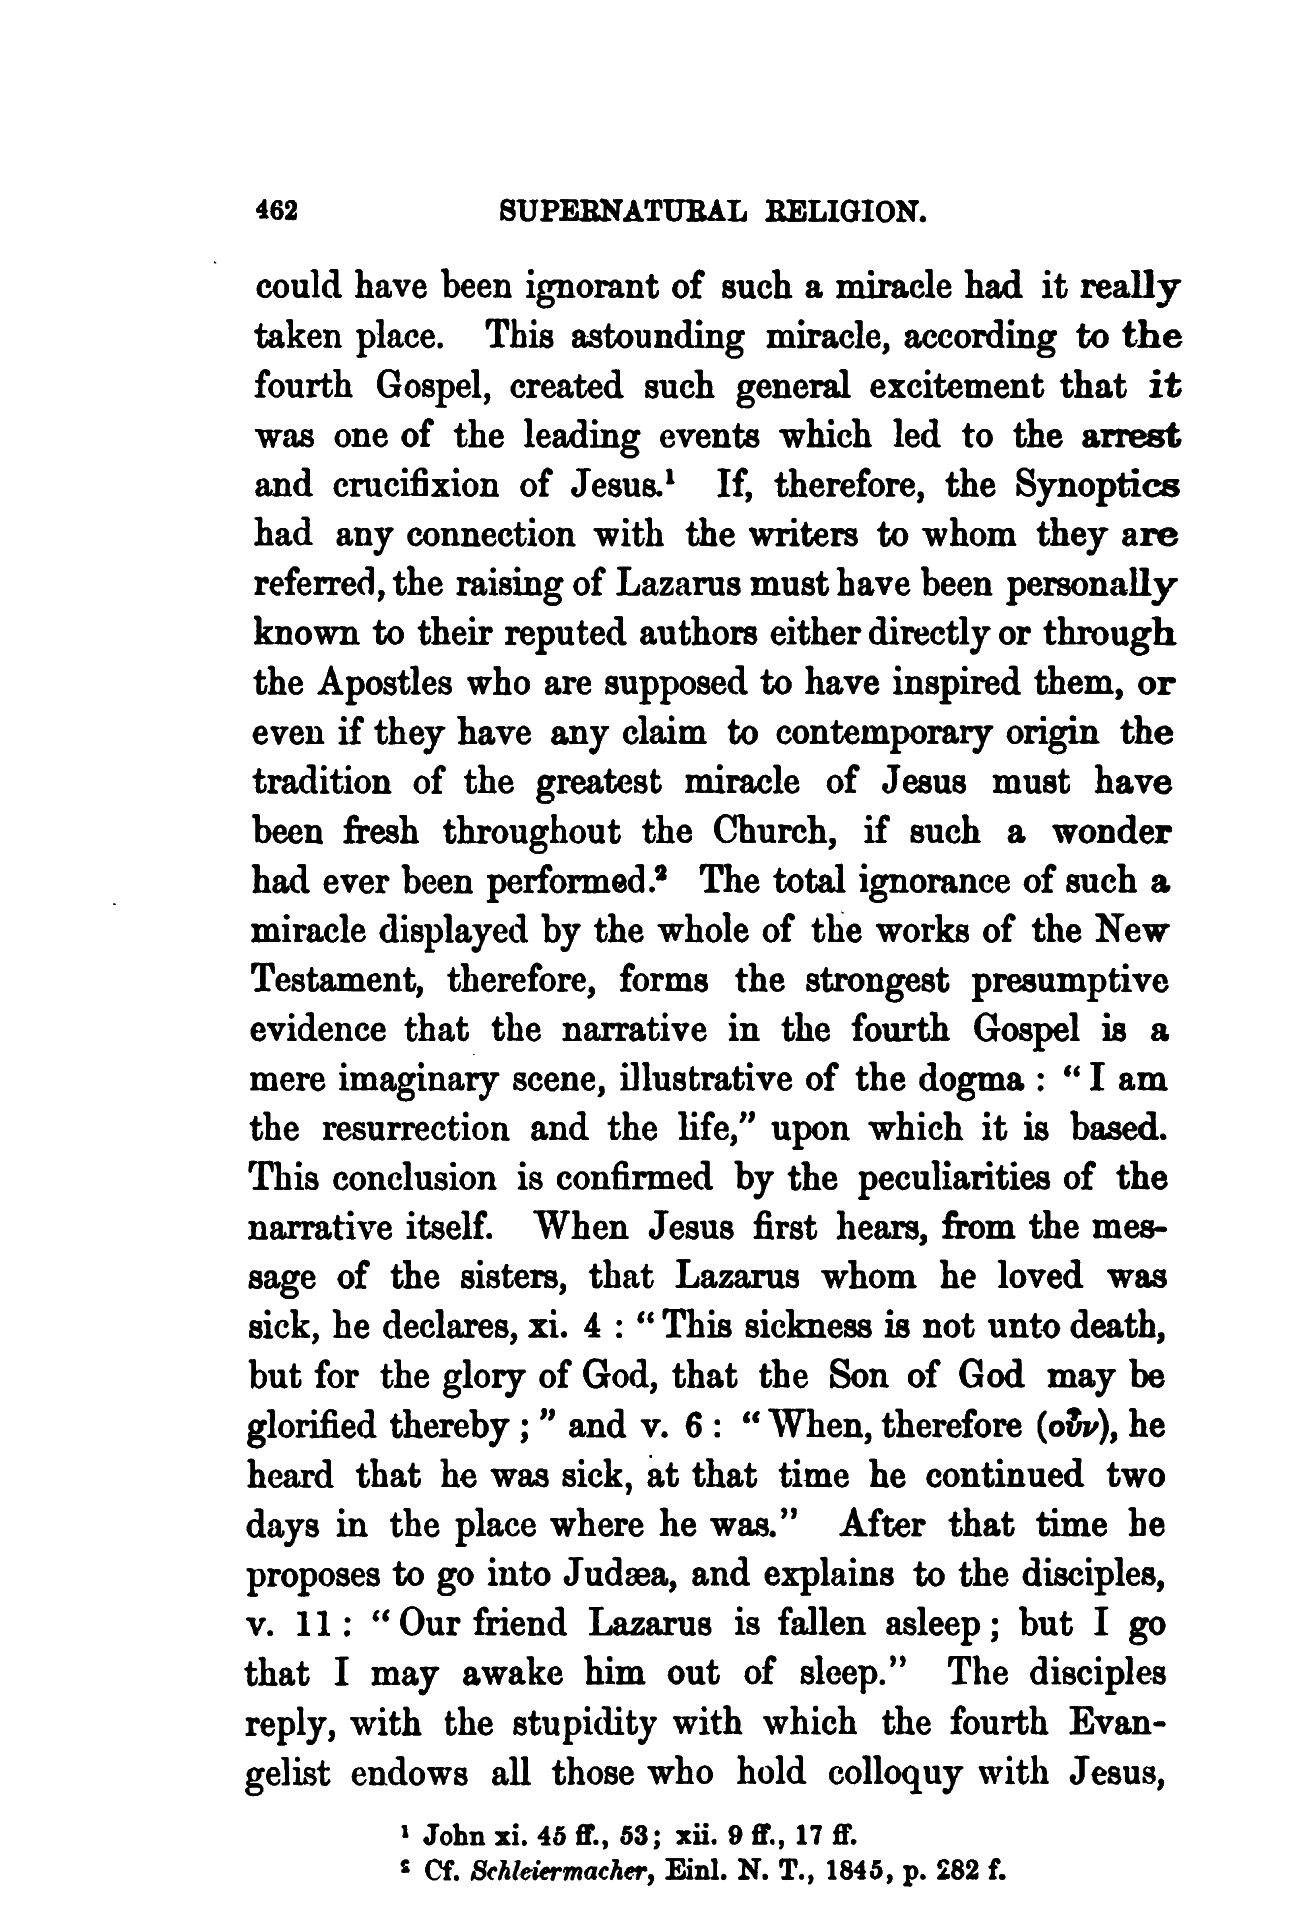 462 SUPERNATURAL RELIGION.
could have been ignorant of such a miracle had it really
taken place. This astounding miracle, according to the
fourth Gospel, created such general excitement that it
was one of the leading events which led to the arrest
and crucifixion of Jesus.¹ If, therefore, the Synoptics
had any connection with the writers to whom they are
referred, the raising of Lazarus must have been personally
known to their reputed authors either directly or through
the Apostles who are supposed to have inspired them, or
even if they have any claim to contemporary origin the
tradition of the greatest miracle of Jesus must have
been fresh throughout the Church, if such a wonder
had ever been performed.² The total ignorance of such a
miracle displayed by the whole of the works of the New
Testament, therefore, forms the strongest presumptive
evidence that the narrative in the fourth Gospel is a
mere imaginary scene, illustrative of the dogma : “ I am
the resurrection and the life,” upon which it is based.
This conclusion is confirmed by the peculiarities of the
narrative itself. When Jesus first hears, from the mes-
sage of the sisters, that Lazarus whom he loved was
sick, he declares, xi. 4 : “ This sickness is not unto death,
but for the glory of God, that the Son of God may be
glorified thereby ; ” and v. 6 : “ When, therefore (οὖν), he
heard that he was sick, at that time he continued two
days in the place where he was.” After that time he
proposes to go into Judæa, and explains to the disciples,
v. 11 : “ Our friend Lazarus is fallen asleep ; but I go
that I may awake him out of sleep.” The disciples
reply, with the stupidity with which the fourth Evan-
gelist endows all those who hold colloquy with Jesus,
¹ John xi. 45 ff., 53; xii. 9 ff., 17 ff.
² Cf. Schleiermacher, Einl. N. T., 1845, p. 282 f.